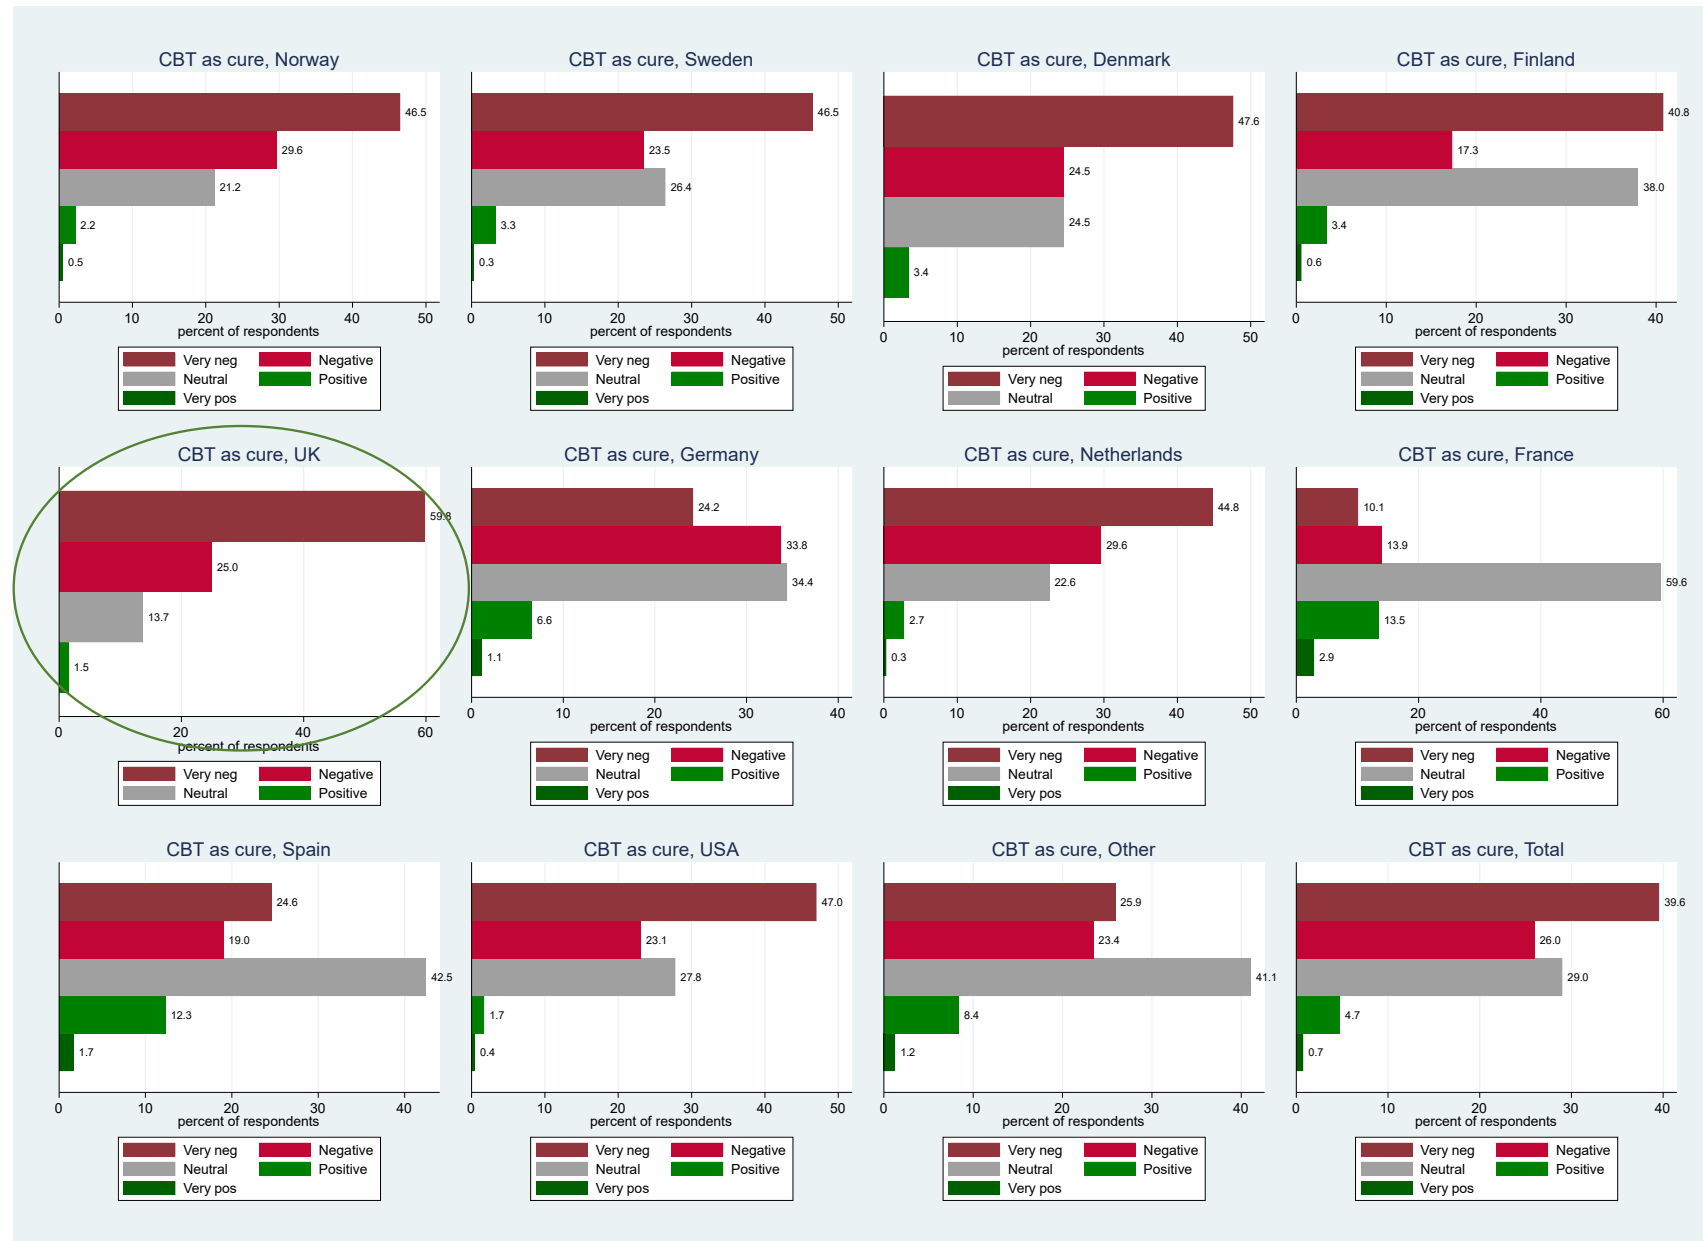 CBT as cure, Norway
46.5
29.6
21.2
2.2
0.5
0 10 20 30 40 50
percent of respondents
Very neg Negative
Neutral Positive
Very pos
CBT as cure, Sweden
46.5
23.5
26.4
3.3
0.3
0 10 20 30 40 50
percent of respondents
Very neg Negative
Neutral Positive
Very pos
CBT as cure, Denmark
47.6
24.5
24.5
3.4
0 10 20 30 40 50
percent of respondents
Very neg Negative
Neutral Positive
CBT as cure, Finland
40.8
17.3
38.0
3.4
0.6
0 10 20 30 40
percent of respondents
Very neg Negative
Neutral Positive
Very pos
CBT as cure, UK
59.8
25.0
13.7
1.5
0 20 40 60
percent of respondents
Very neg Negative
Neutral Positive
CBT as cure, Germany
24.2
33.8
34.4
6.6
1.1
0 10 20 30 40
percent of respondents
Very neg Negative
Neutral Positive
Very pos
CBT as cure, Netherlands
44.8
29.6
22.6
2.7
0.3
0 10 20 30 40 50
percent of respondents
Very neg Negative
Neutral Positive
Very pos
CBT as cure, France
10.1
13.9
59.6
13.5
2.9
0 20 40 60
percent of respondents
Very neg Negative
Neutral Positive
Very pos
CBT as cure, Spain
24.6
19.0
42.5
12.3
1.7
0 10 20 30 40
percent of respondents
Very neg Negative
Neutral Positive
Very pos
CBT as cure, USA
47.0
23.1
27.8
1.7
0.4
0 10 20 30 40 50
percent of respondents
Very neg Negative
Neutral Positive
Very pos
CBT as cure, Other
25.9
23.4
41.1
8.4
1.2
0 10 20 30 40
percent of respondents
Very neg Negative
Neutral Positive
Very pos
CBT as cure, Total
39.6
26.0
29.0
4.7
0.7
0 10 20 30 40
percent of respondents
Very neg Negative
Neutral Positive
Very pos